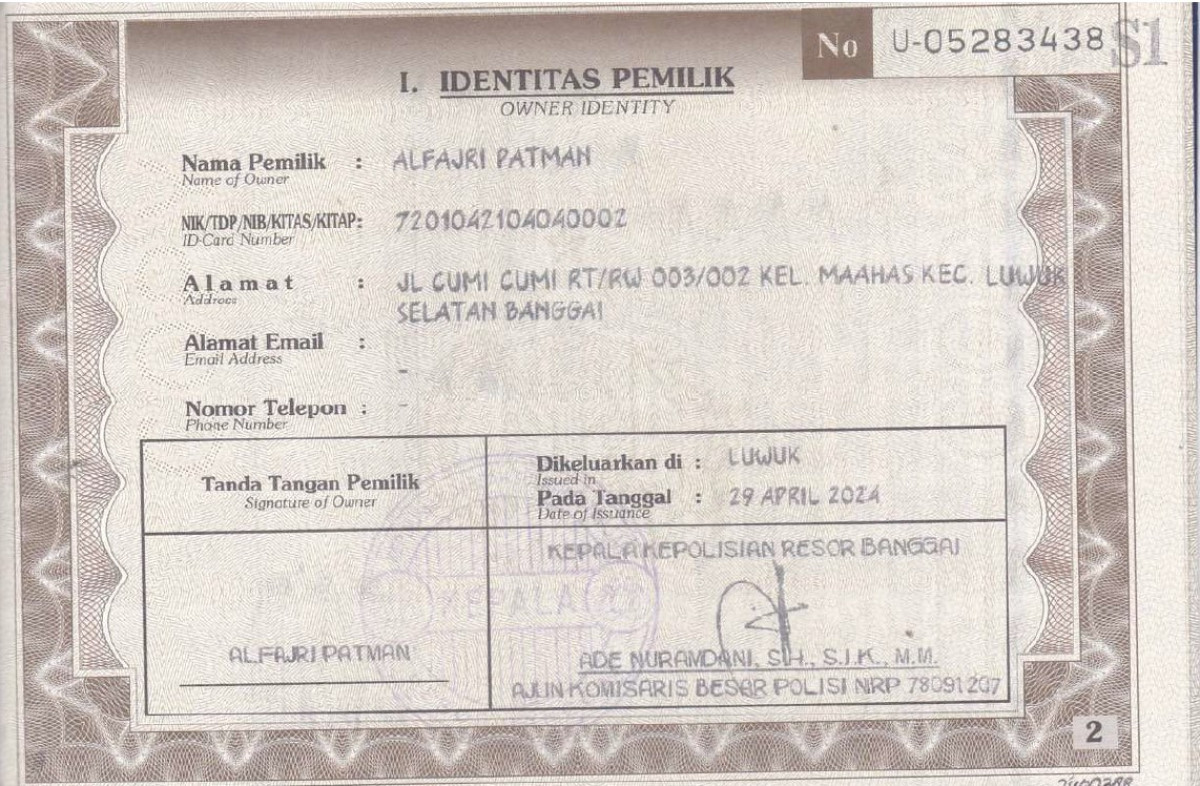 No U-05283438 S1
I. IDENTITAS PEMILIK
OWNER IDENTITY
Nama Pemilik : ALFAJRI PATMAN
Name of Owner
NIK/TDP/NIB/KITAS/KITAP: 7201042104040002
ID-Card Number
Alamat : JL CUMI CUMI RT/RW 003/002 KEL. MAAHAS KEC. LUWUK
Address
SELATAN BANGGAI
Alamat Email :
Email Address
-
Nomor Telepon : -
Phone Number
Tanda Tangan Pemilik
Signature of Owner
Dikeluarkan di : LUWUK
Issued in
Pada Tanggal : 29 APRIL 2024
Date of Issuance
KEPALA KEPOLISIAN RESOR BANGGAI
KEPALA
ALFAJRI PATMAN
ADE NURAMDANI, SH., S.I.K., M.M.
AJUN KOMISARIS BESAR POLISI NRP 78091207
2